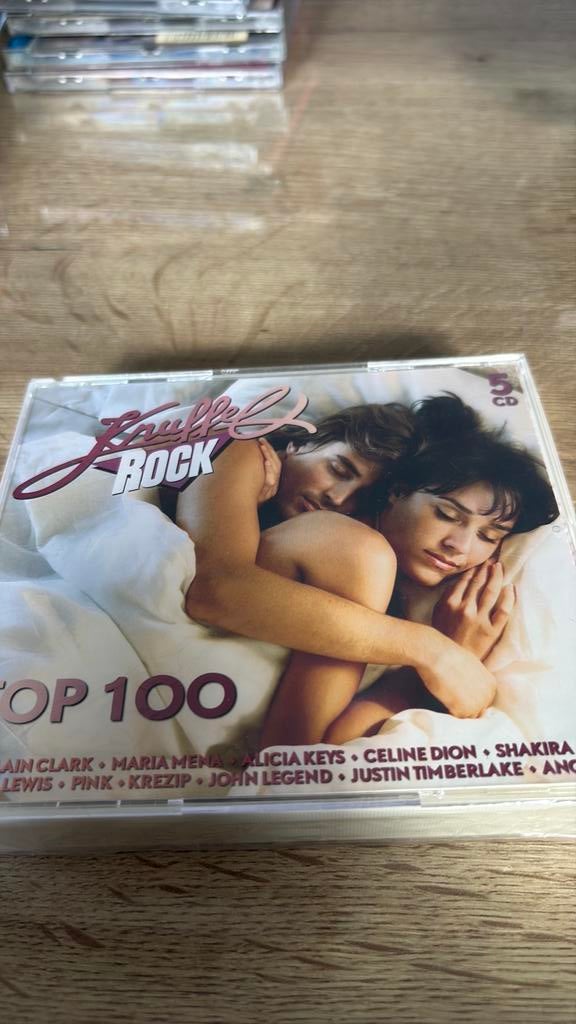 5
CD
Knuffel
ROCK
OP 100
AIN CLARK • MARIA MENA • ALICIA KEYS • CELINE DION • SHAKIRA
LEWIS • PINK • KREZIP • JOHN LEGEND • JUSTIN TIMBERLAKE • ANO